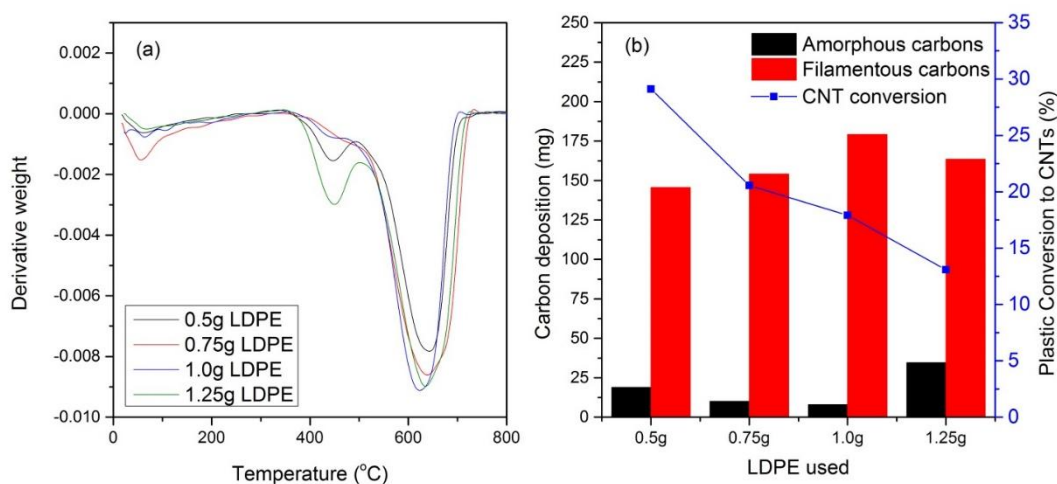 (a)
0.002
0.000
-0.002
-0.004
-0.006
-0.008
-0.010
Derivative weight
0.5g LDPE
0.75g LDPE
1.0g LDPE
1.25g LDPE
0
200
400
600
800
Temperature (°C)
(b)
Amorphous carbons
Filamentous carbons
CNT conversion
250
225
200
175
150
125
100
75
50
25
0
Carbon deposition (mg)
35
30
25
20
15
10
5
0
Plastic Conversion to CNTs (%)
0.5g
0.75g
1.0g
1.25g
LDPE used